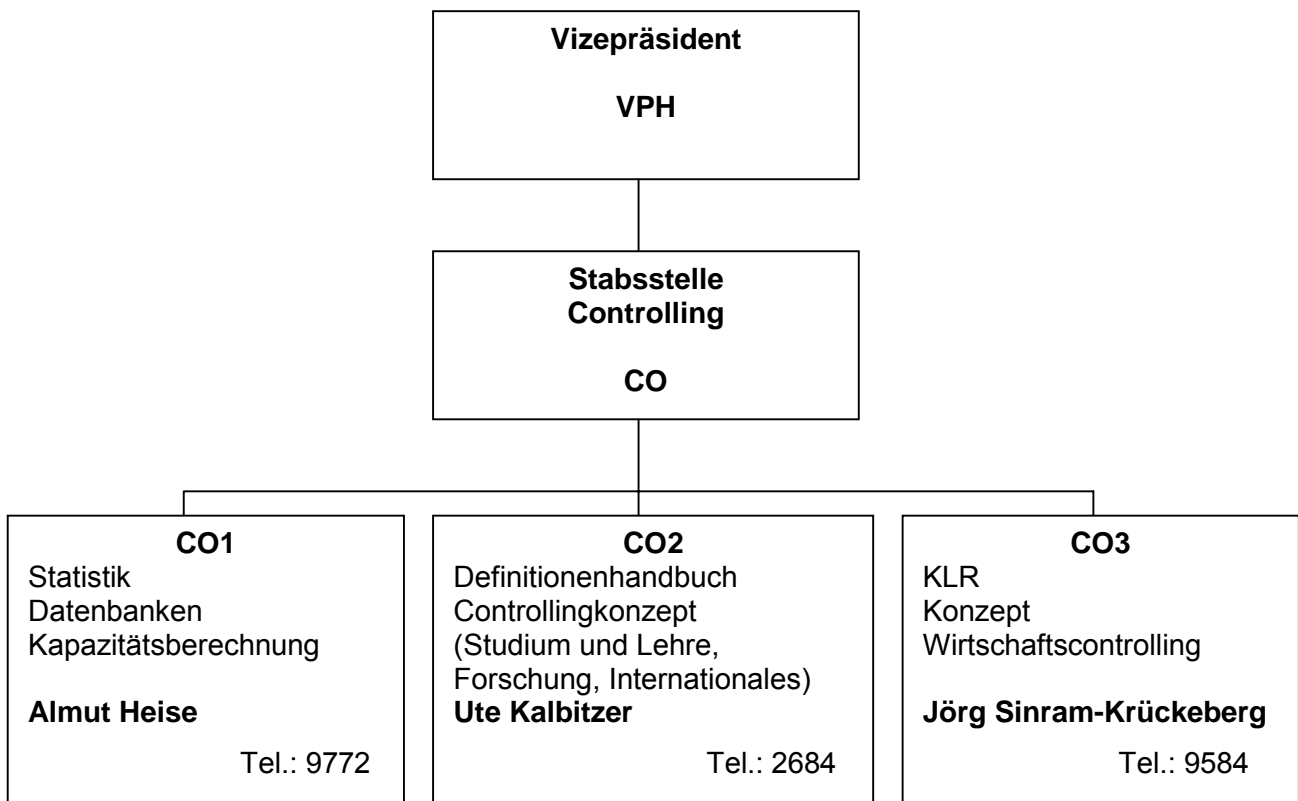 Vizepräsident
VPH
Stabsstelle
Controlling
CO
CO1
Statistik
Datenbanken
Kapazitätsberechnung
Almut Heise
Tel.: 9772
CO2
Definitionenhandbuch
Controllingkonzept
(Studium und Lehre,
Forschung, Internationales)
Ute Kalbitzer
Tel.: 2684
CO3
KLR
Konzept
Wirtschaftscontrolling
Jörg Sinram-Krückeberg
Tel.: 9584